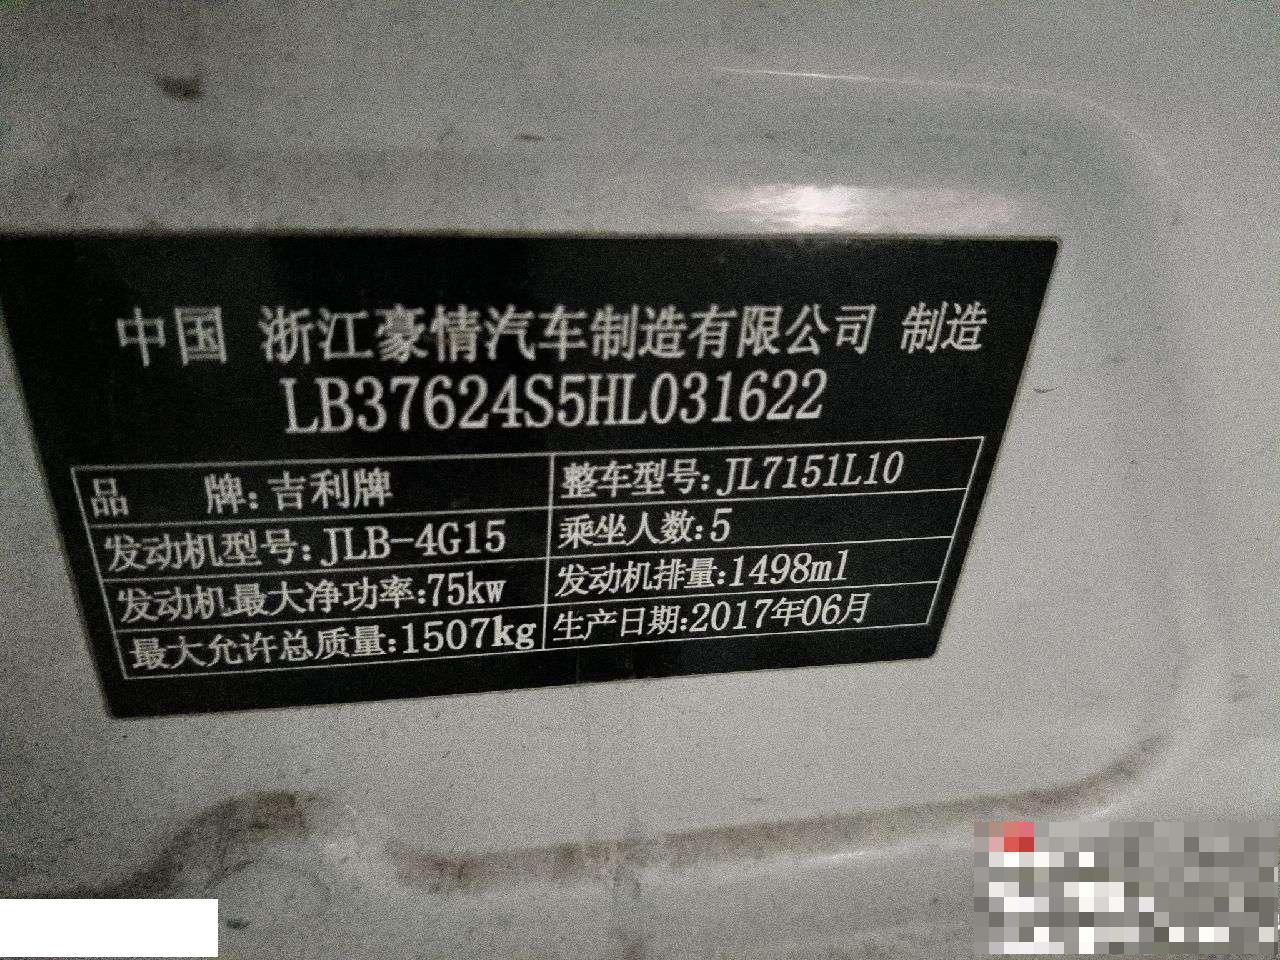 中国 浙江豪情汽车制造有限公司 制造
LB37624S5HL031622
品 牌:吉利牌 整车型号:JL7151L10
发动机型号:JLB-4G15 乘坐人数:5
发动机最大净功率:75kw 发动机排量:1498ml
最大允许总质量:1507kg 生产日期:2017年06月